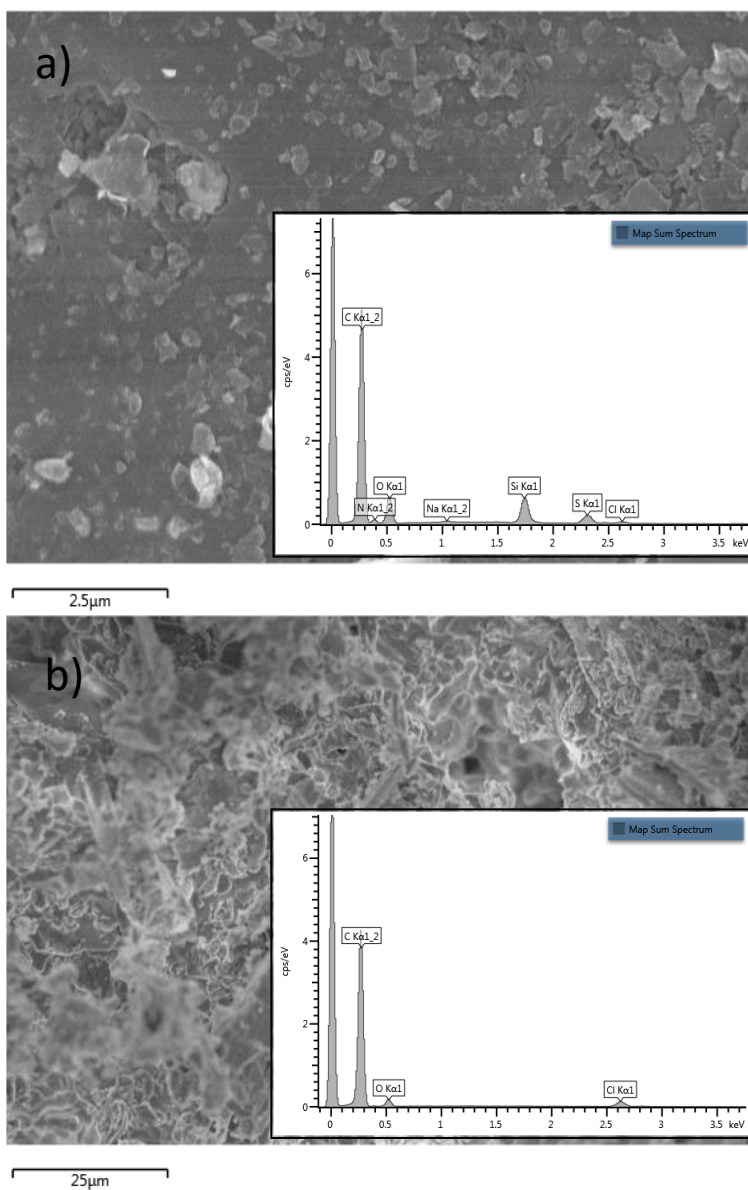 a)
Map Sum Spectrum
6
C Kα1_2
cps/eV
4
2
O Kα1
Si Kα1
N Kα1_2
Na Kα1_2
S Kα1
Cl Kα1
0
0 0.5 1 1.5 2 2.5 3 3.5 keV
2.5µm
b)
Map Sum Spectrum
6
C Kα1_2
cps/eV
4
2
O Kα1
Cl Kα1
0
0 0.5 1 1.5 2 2.5 3 3.5 keV
25µm